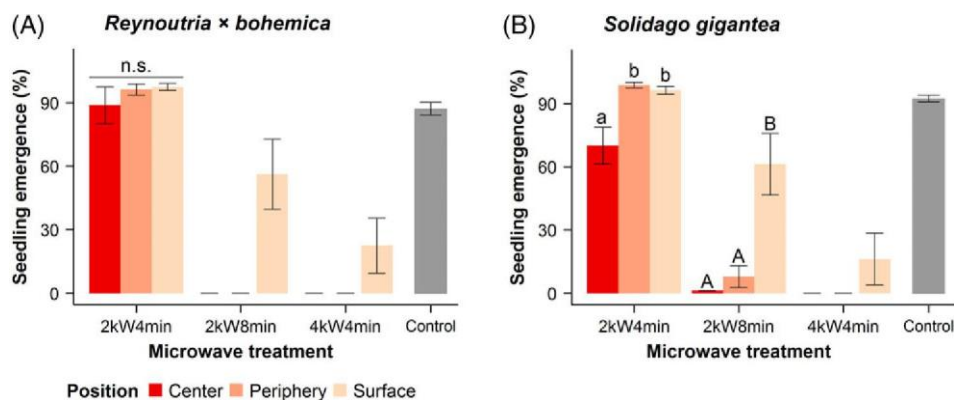 (A) Reynoutria × bohemica
n.s.
Seedling emergence (%)
90
60
30
0
2kW4min 2kW8min 4kW4min Control
Microwave treatment
(B) Solidago gigantea
a b b
A A B
Seedling emergence (%)
90
60
30
0
2kW4min 2kW8min 4kW4min Control
Microwave treatment
Position Center Periphery Surface